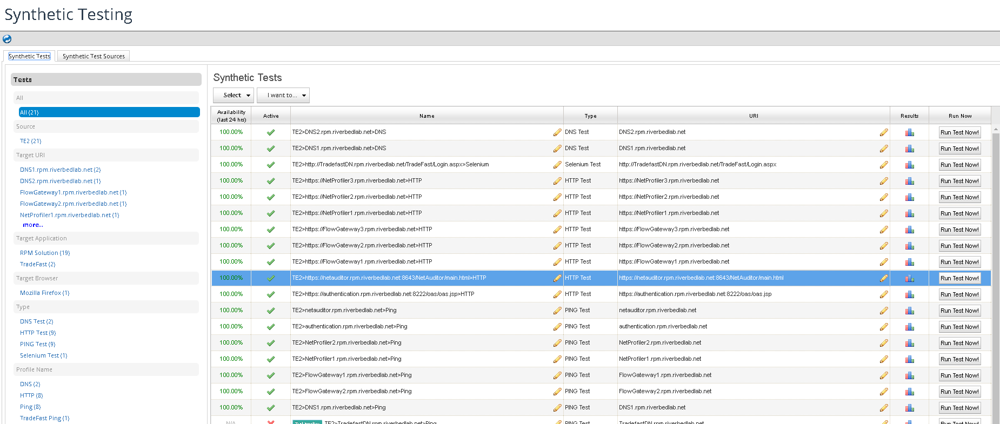 Synthetic Testing
Synthetic Tests
Synthetic Test Sources
Tests
All
All (21)
Source
TE2 (21)
Target URI
DNS1.rpm.riverbedlab.net (2)
DNS2.rpm.riverbedlab.net (1)
FlowGateway1.rpm.riverbedlab.net (1)
FlowGateway2.rpm.riverbedlab.net (1)
NetProfiler1.rpm.riverbedlab.net (1)
more...
Target Application
RPM Solution (19)
TradeFast (2)
Target Browser
Mozilla Firefox (1)
Type
DNS Test (2)
HTTP Test (9)
PING Test (9)
Selenium Test (1)
Profile Name
DNS (2)
HTTP (8)
Ping (8)
TradeFast Ping (1)
Synthetic Tests
Select I want to...
Availability (last 24 hrs) Active Name Type URI Results Run Now
100.00% TE2>DNS2.rpm.riverbedlab.net>DNS DNS Test DNS2.rpm.riverbedlab.net Run Test Now!
100.00% TE2>DNS1.rpm.riverbedlab.net>DNS DNS Test DNS1.rpm.riverbedlab.net Run Test Now!
100.00% TE2>http://TradefastDN.rpm.riverbedlab.net/TradeFast/Login.aspx>Selenium Selenium Test http://TradefastDN.rpm.riverbedlab.net/TradeFast/Login.aspx Run Test Now!
100.00% TE2>https://NetProfiler3.rpm.riverbedlab.net>HTTP HTTP Test https://NetProfiler3.rpm.riverbedlab.net Run Test Now!
100.00% TE2>https://NetProfiler2.rpm.riverbedlab.net>HTTP HTTP Test https://NetProfiler2.rpm.riverbedlab.net Run Test Now!
100.00% TE2>https://NetProfiler1.rpm.riverbedlab.net>HTTP HTTP Test https://NetProfiler1.rpm.riverbedlab.net Run Test Now!
100.00% TE2>https://FlowGateway3.rpm.riverbedlab.net>HTTP HTTP Test https://FlowGateway3.rpm.riverbedlab.net Run Test Now!
100.00% TE2>https://FlowGateway2.rpm.riverbedlab.net>HTTP HTTP Test https://FlowGateway2.rpm.riverbedlab.net Run Test Now!
100.00% TE2>https://FlowGateway1.rpm.riverbedlab.net>HTTP HTTP Test https://FlowGateway1.rpm.riverbedlab.net Run Test Now!
100.00% TE2>https://netauditor.rpm.riverbedlab.net:8643/NetAuditor/main.html>HTTP HTTP Test https://netauditor.rpm.riverbedlab.net:8643/NetAuditor/main.html Run Test Now!
100.00% TE2>https://authentication.rpm.riverbedlab.net:8222/oas/oas.jsp>HTTP HTTP Test https://authentication.rpm.riverbedlab.net:8222/oas/oas.jsp Run Test Now!
100.00% TE2>netauditor.rpm.riverbedlab.net>Ping PING Test netauditor.rpm.riverbedlab.net Run Test Now!
100.00% TE2>authentication.rpm.riverbedlab.net>Ping PING Test authentication.rpm.riverbedlab.net Run Test Now!
100.00% TE2>NetProfiler2.rpm.riverbedlab.net>Ping PING Test NetProfiler2.rpm.riverbedlab.net Run Test Now!
100.00% TE2>NetProfiler1.rpm.riverbedlab.net>Ping PING Test NetProfiler1.rpm.riverbedlab.net Run Test Now!
100.00% TE2>FlowGateway1.rpm.riverbedlab.net>Ping PING Test FlowGateway1.rpm.riverbedlab.net Run Test Now!
100.00% TE2>FlowGateway2.rpm.riverbedlab.net>Ping PING Test FlowGateway2.rpm.riverbedlab.net Run Test Now!
100.00% TE2>DNS1.rpm.riverbedlab.net>Ping PING Test DNS1.rpm.riverbedlab.net Run Test Now!
N/A TE2>TradefastDN.rpm.riverbedlab.net>Ping PING Test TradefastDN.rpm.riverbedlab.net Run Test Now!